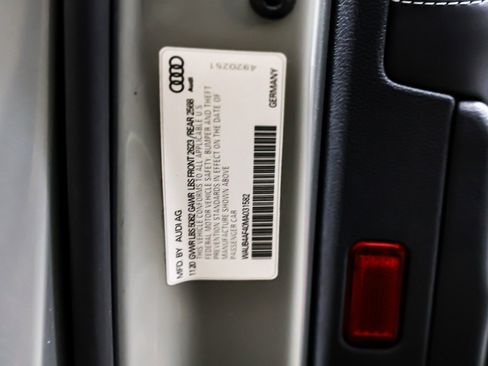 MFD. BY AUDI AG
11 20 GVWR LBS 5082 GAWR LBS FRONT 2623 / REAR 2568
THIS VEHICLE CONFORMS TO ALL APPLICABLE U.S.
FEDERAL MOTOR VEHICLE SAFETY, BUMPER AND THEFT
PREVENTION STANDARDS IN EFFECT ON THE DATE OF
MANUFACTURE SHOWN ABOVE
PASSENGER CAR
WAUB4AF40MA031582
GERMANY
Audi
4920251